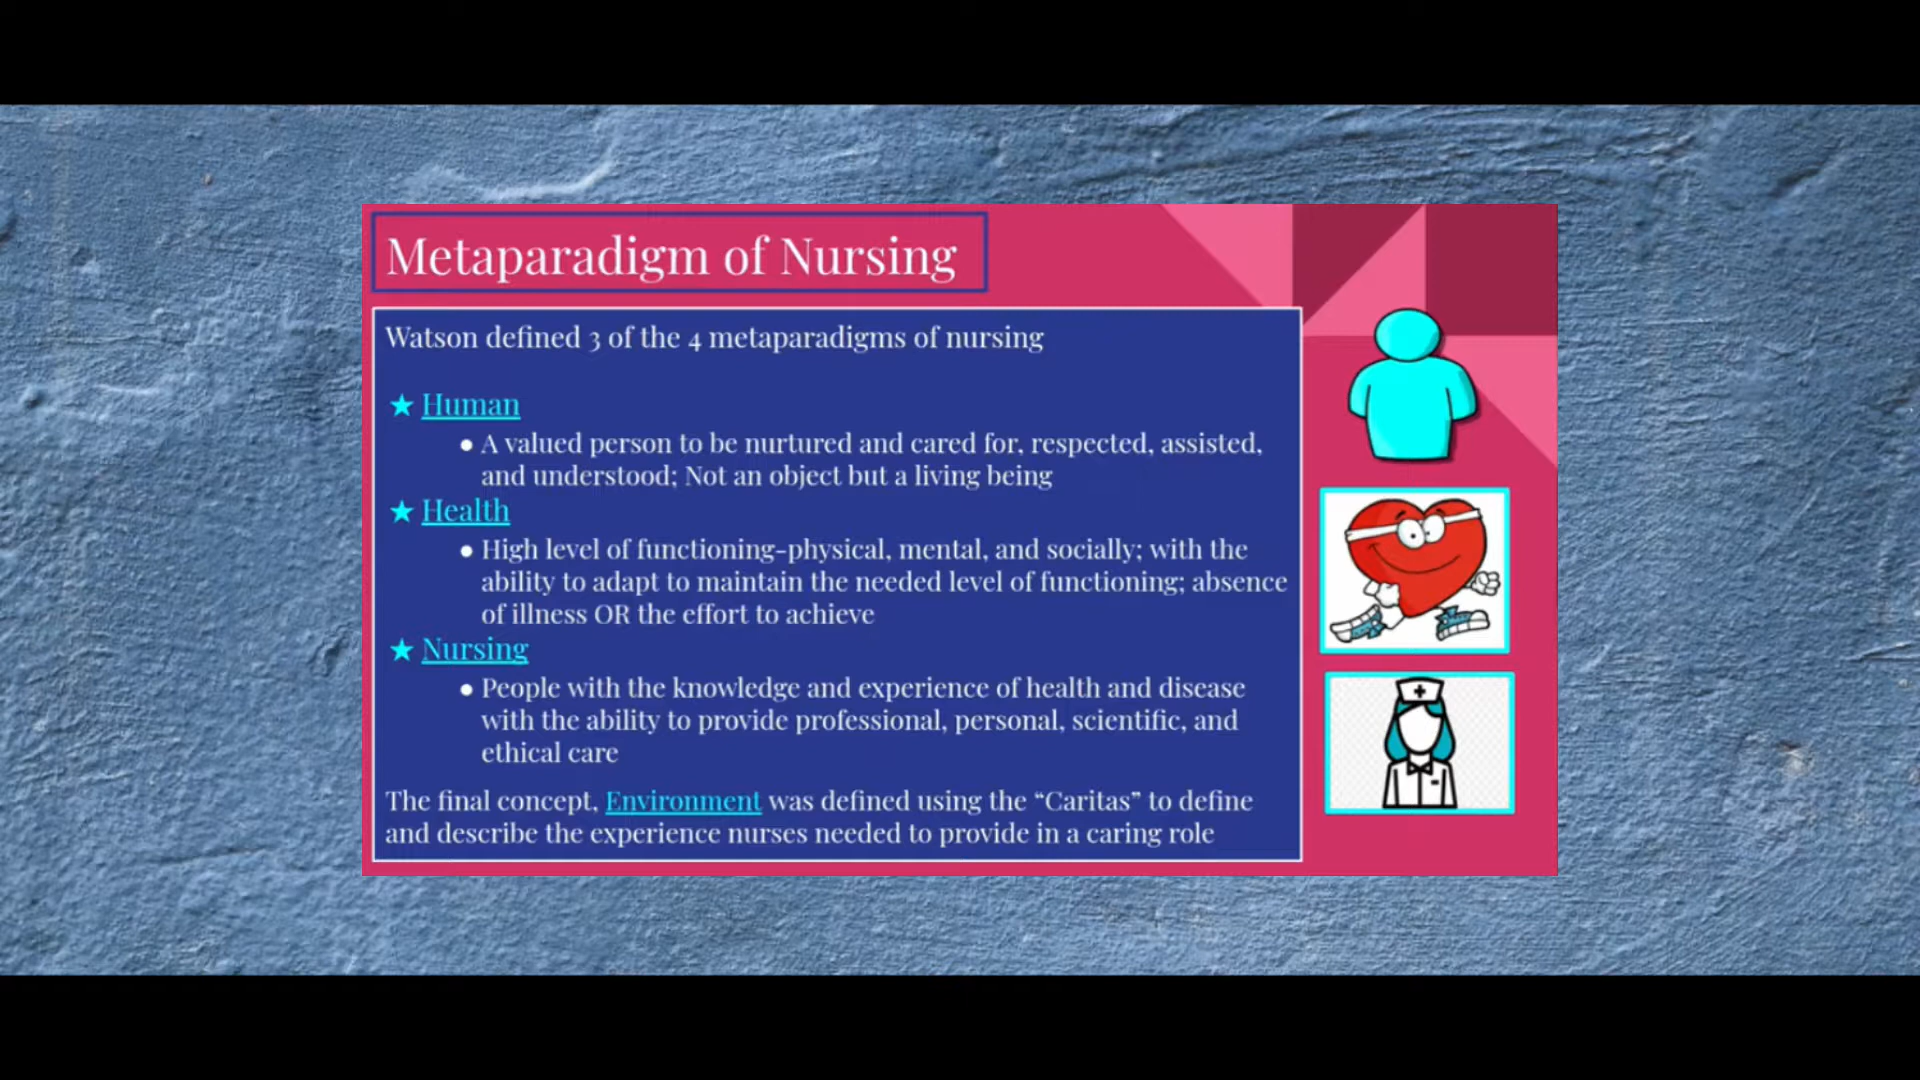 Metaparadigm of Nursing
Watson defined 3 of the 4 metaparadigms of nursing
★ Human
● A valued person to be nurtured and cared for, respected, assisted,
and understood; Not an object but a living being
★ Health
● High level of functioning-physical, mental, and socially; with the
ability to adapt to maintain the needed level of functioning; absence
of illness OR the effort to achieve
★ Nursing
● People with the knowledge and experience of health and disease
with the ability to provide professional, personal, scientific, and
ethical care
The final concept, Environment was defined using the “Caritas” to define
and describe the experience nurses needed to provide in a caring role